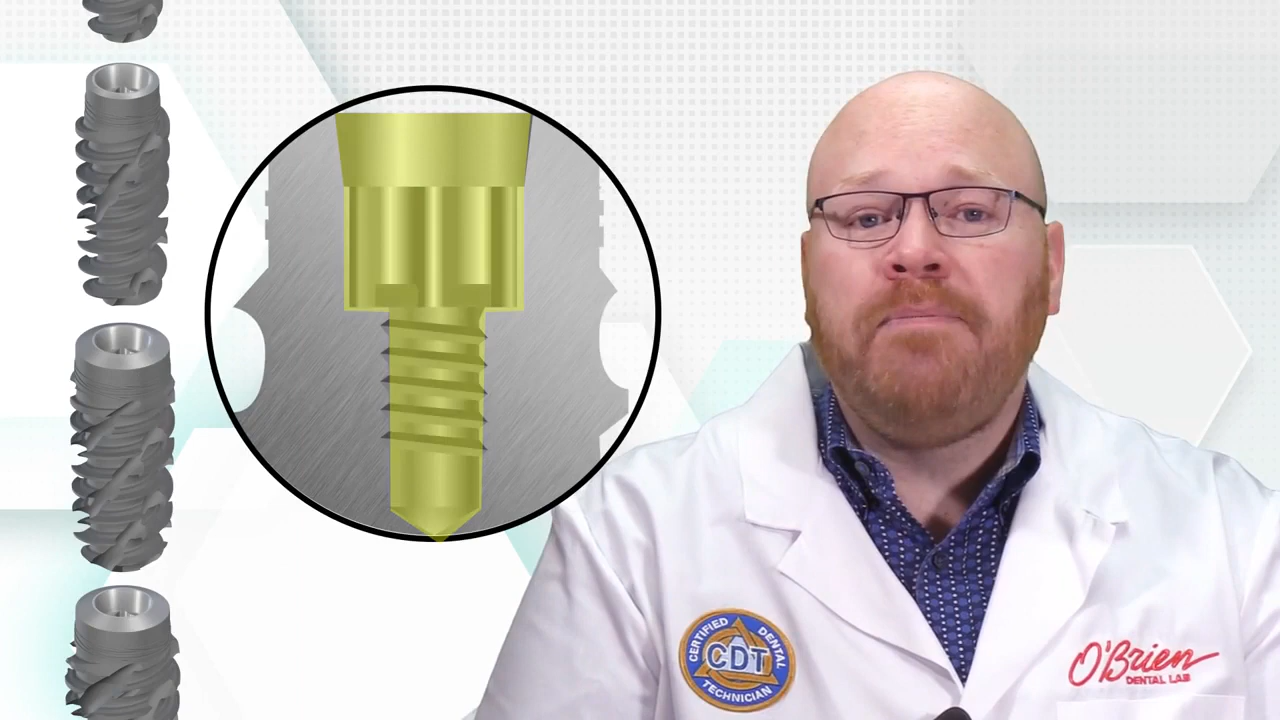 CERTIFIED DENTAL
CDT
TECHNICIAN
O'Brien
DENTAL LAB